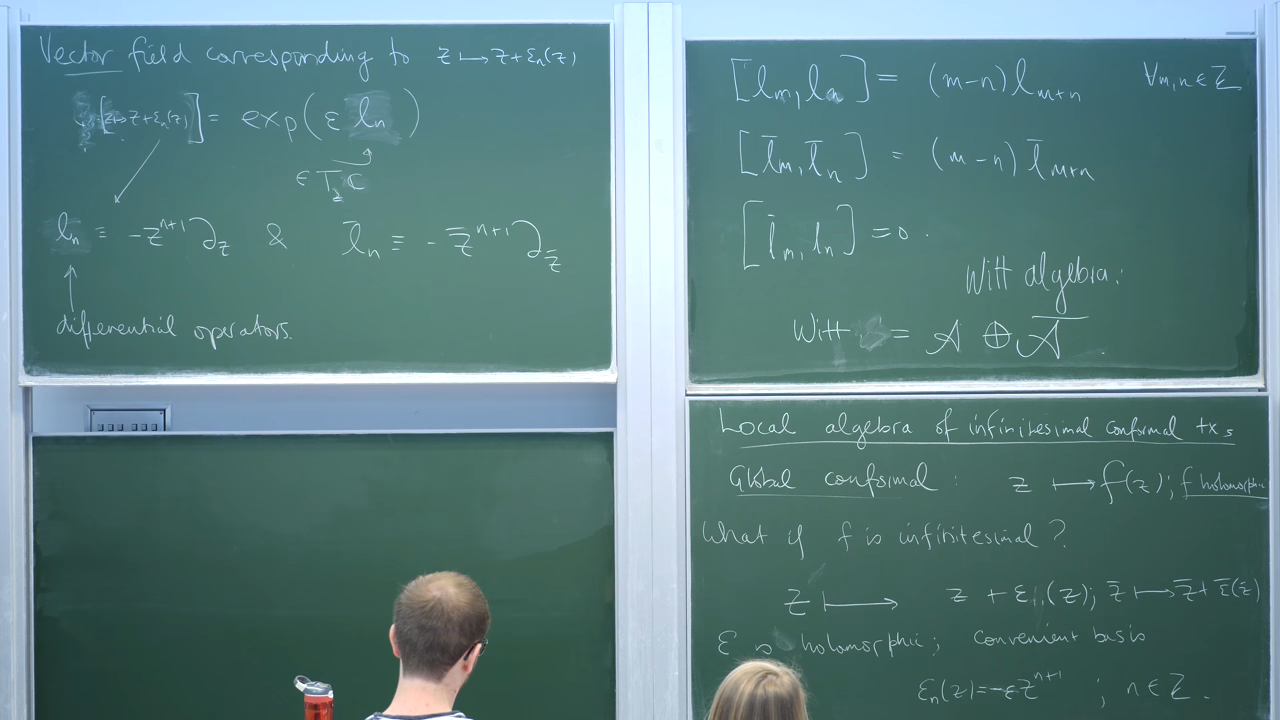 Vector field corresponding to z ⟼ z + ε_n(z)
[z ↦ z + ε_n(z)] = exp(ε l_n)
∈ T_z ℂ
l_n ≡ -z^{n+1} ∂_z & l̄_n ≡ -z̄^{n+1} ∂_z̄
differential operators.
[l_m, l_n] = (m-n) l_{m+n} ∀m,n ∈ ℤ
[l̄_m, l̄_n] = (m-n) l̄_{m+n}
[l̄_m, l_n] = 0.
Witt algebra:
Witt = 𝒜 ⊕ 𝒜̄.
Local algebra of infinitesimal conformal txs
Global conformal : z ⟼ f(z); f holomorphic
What if f is infinitesimal?
z ⟼ z + ε(z); z̄ ⟼ z̄ + ε̄(z̄)
ε is holomorphic; convenient basis
ε_n(z) = -εz^{n+1} ; n ∈ ℤ.